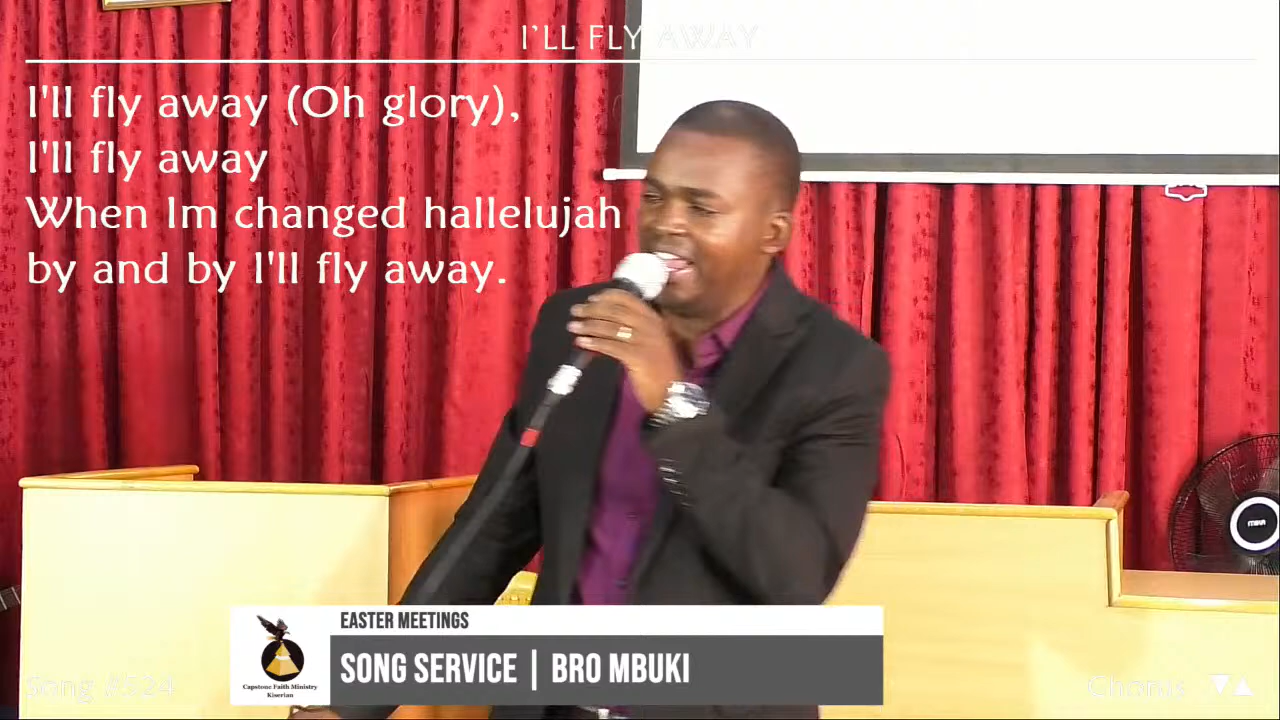 I'LL FLY AWAY
I'll fly away (Oh glory),
I'll fly away
When Im changed hallelujah
by and by I'll fly away.
mika
EASTER MEETINGS
SONG SERVICE | BRO MBUKI
Capstone Faith Ministry
Kiserian
Song #524
Chorus